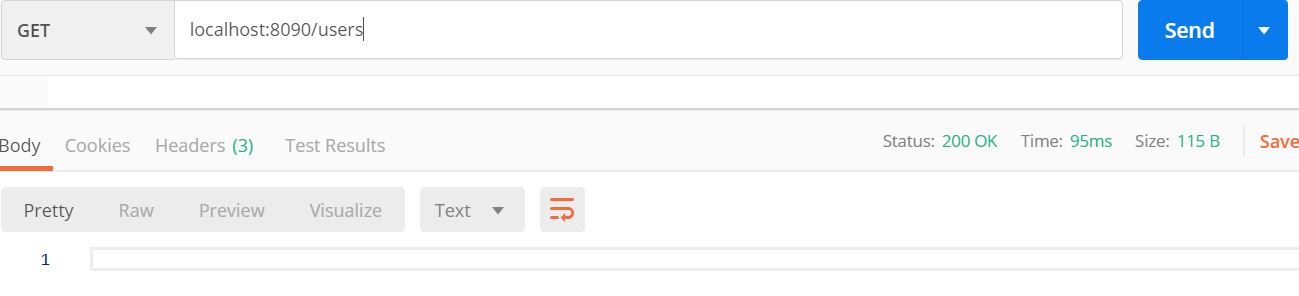 GET localhost:8090/users Send
Body Cookies Headers (3) Test Results Status: 200 OK Time: 95ms Size: 115 B Save
Pretty Raw Preview Visualize Text
1